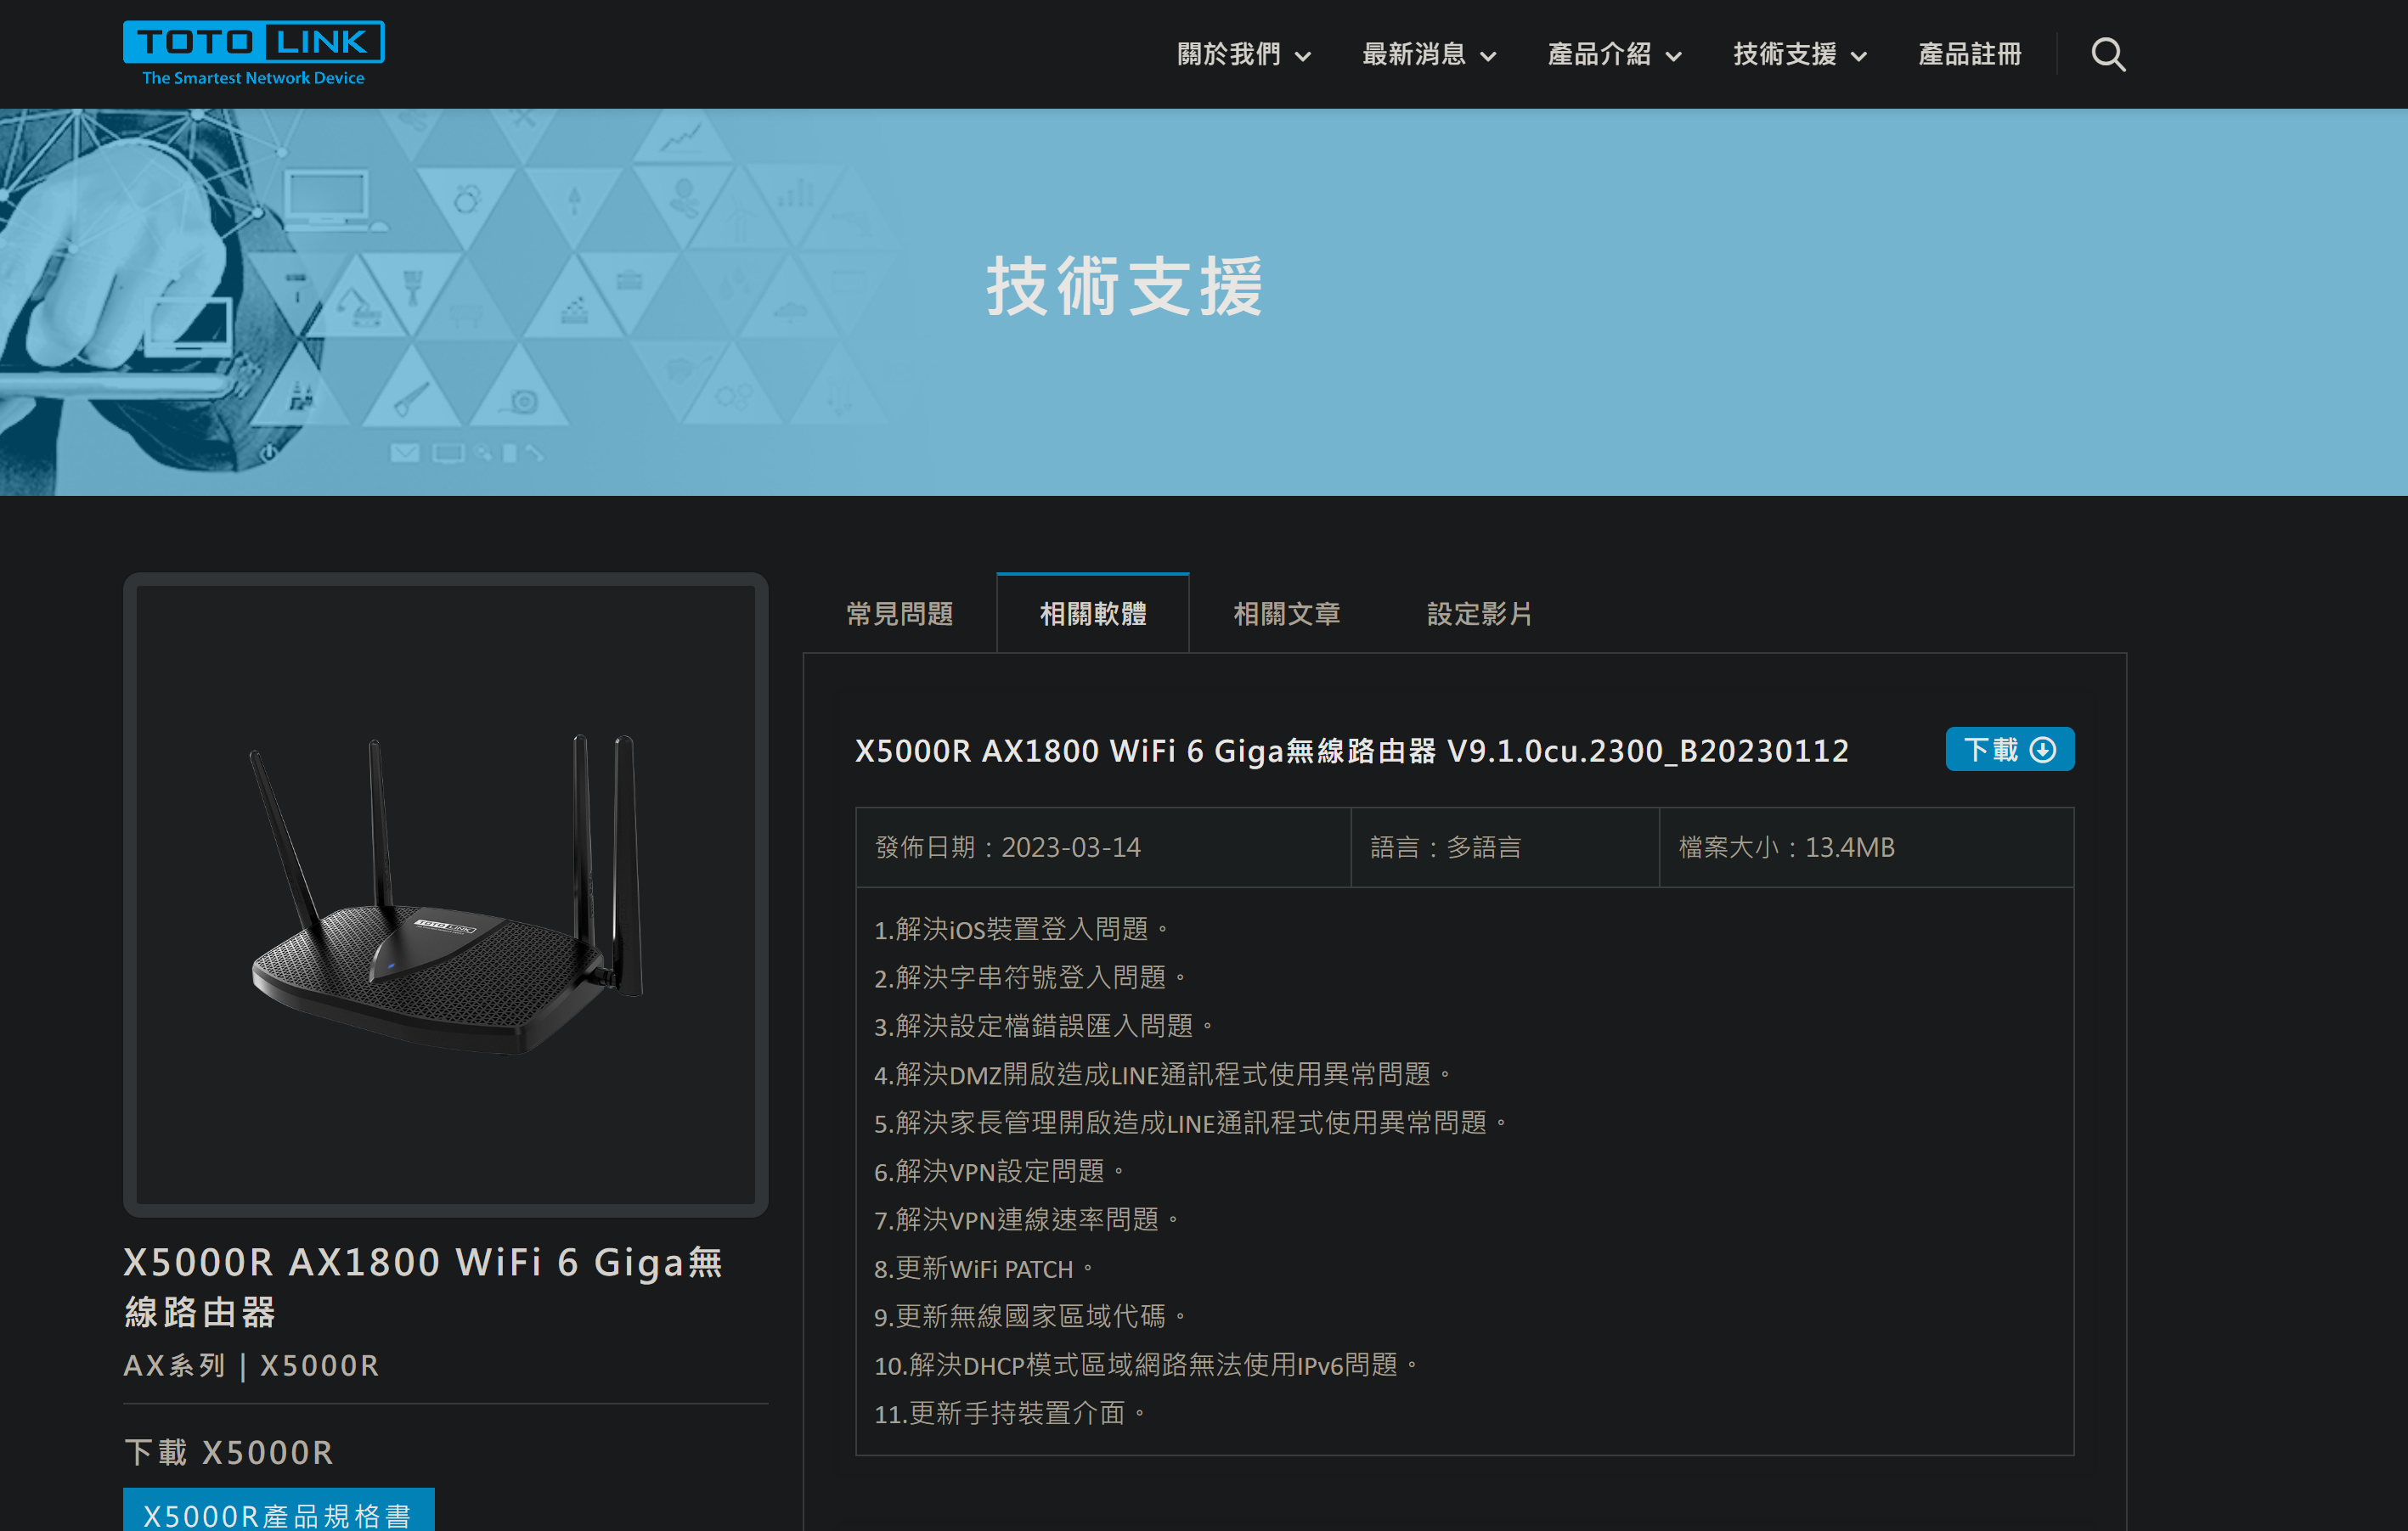 TOTO LINK
The Smartest Network Device
關於我們 最新消息 產品介紹 技術支援 產品註冊
技術支援
常見問題 相關軟體 相關文章 設定影片
X5000R AX1800 WiFi 6 Giga無線路由器 V9.1.0cu.2300_B20230112
下載
發佈日期：2023-03-14 語言：多語言 檔案大小：13.4MB
1.解決iOS裝置登入問題。
2.解決字串符號登入問題。
3.解決設定檔錯誤匯入問題。
4.解決DMZ開啟造成LINE通訊程式使用異常問題。
5.解決家長管理開啟造成LINE通訊程式使用異常問題。
6.解決VPN設定問題。
7.解決VPN連線速率問題。
8.更新WiFi PATCH。
9.更新無線國家區域代碼。
10.解決DHCP模式區域網路無法使用IPv6問題。
11.更新手持裝置介面。
TOTO LINK
X5000R AX1800 WiFi 6 Giga無
線路由器
AX系列 | X5000R
下載 X5000R
X5000R產品規格書